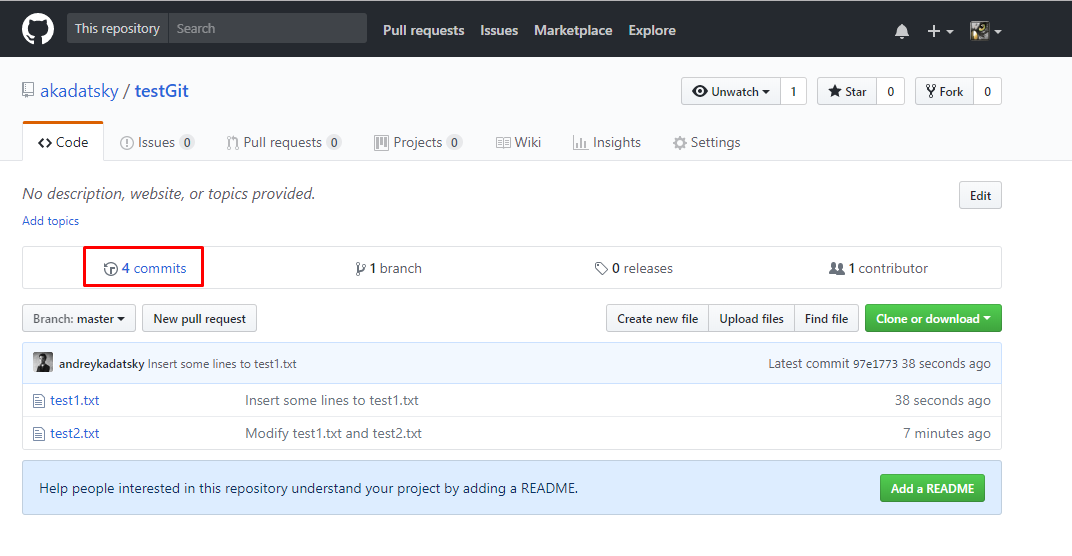 This repository Search Pull requests Issues Marketplace Explore
akadatsky / testGit Unwatch 1 Star 0 Fork 0
Code Issues 0 Pull requests 0 Projects 0 Wiki Insights Settings
No description, website, or topics provided. Edit
Add topics
4 commits 1 branch 0 releases 1 contributor
Branch: master New pull request Create new file Upload files Find file Clone or download
andreykadatsky Insert some lines to test1.txt Latest commit 97e1773 38 seconds ago
test1.txt Insert some lines to test1.txt 38 seconds ago
test2.txt Modify test1.txt and test2.txt 7 minutes ago
Help people interested in this repository understand your project by adding a README. Add a README